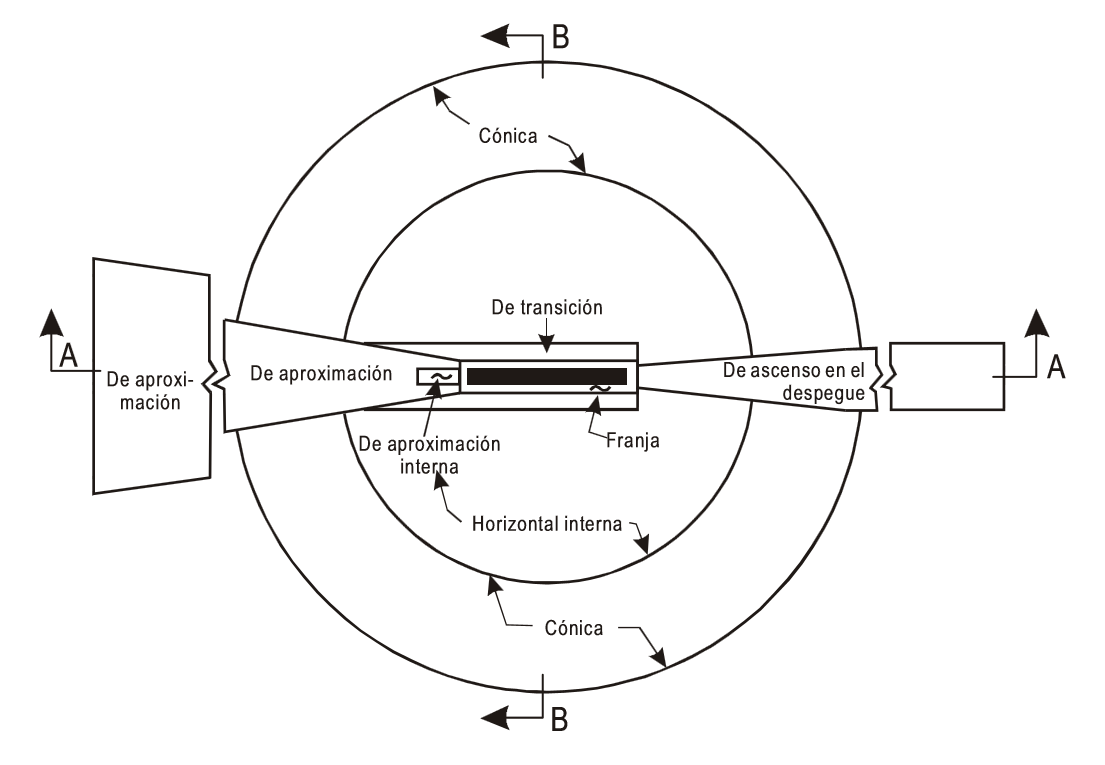 B
Cónica
De transición
A
De aproxi-
mación
De aproximación
De ascenso en el
despegue
A
De aproximación
interna
Franja
Horizontal interna
Cónica
B